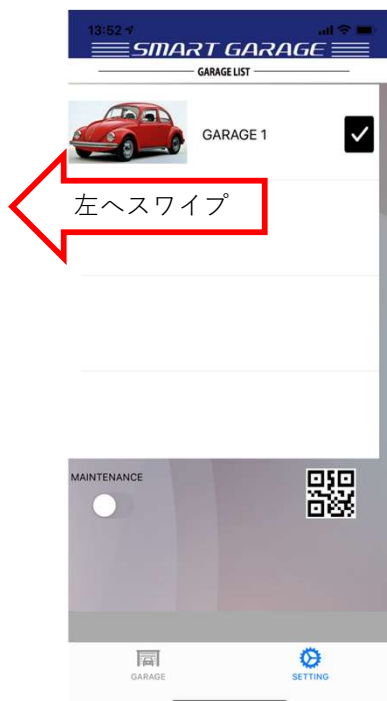 13:52
SMART GARAGE
GARAGE LIST
GARAGE 1
左へスワイプ
MAINTENANCE
GARAGE
SETTING